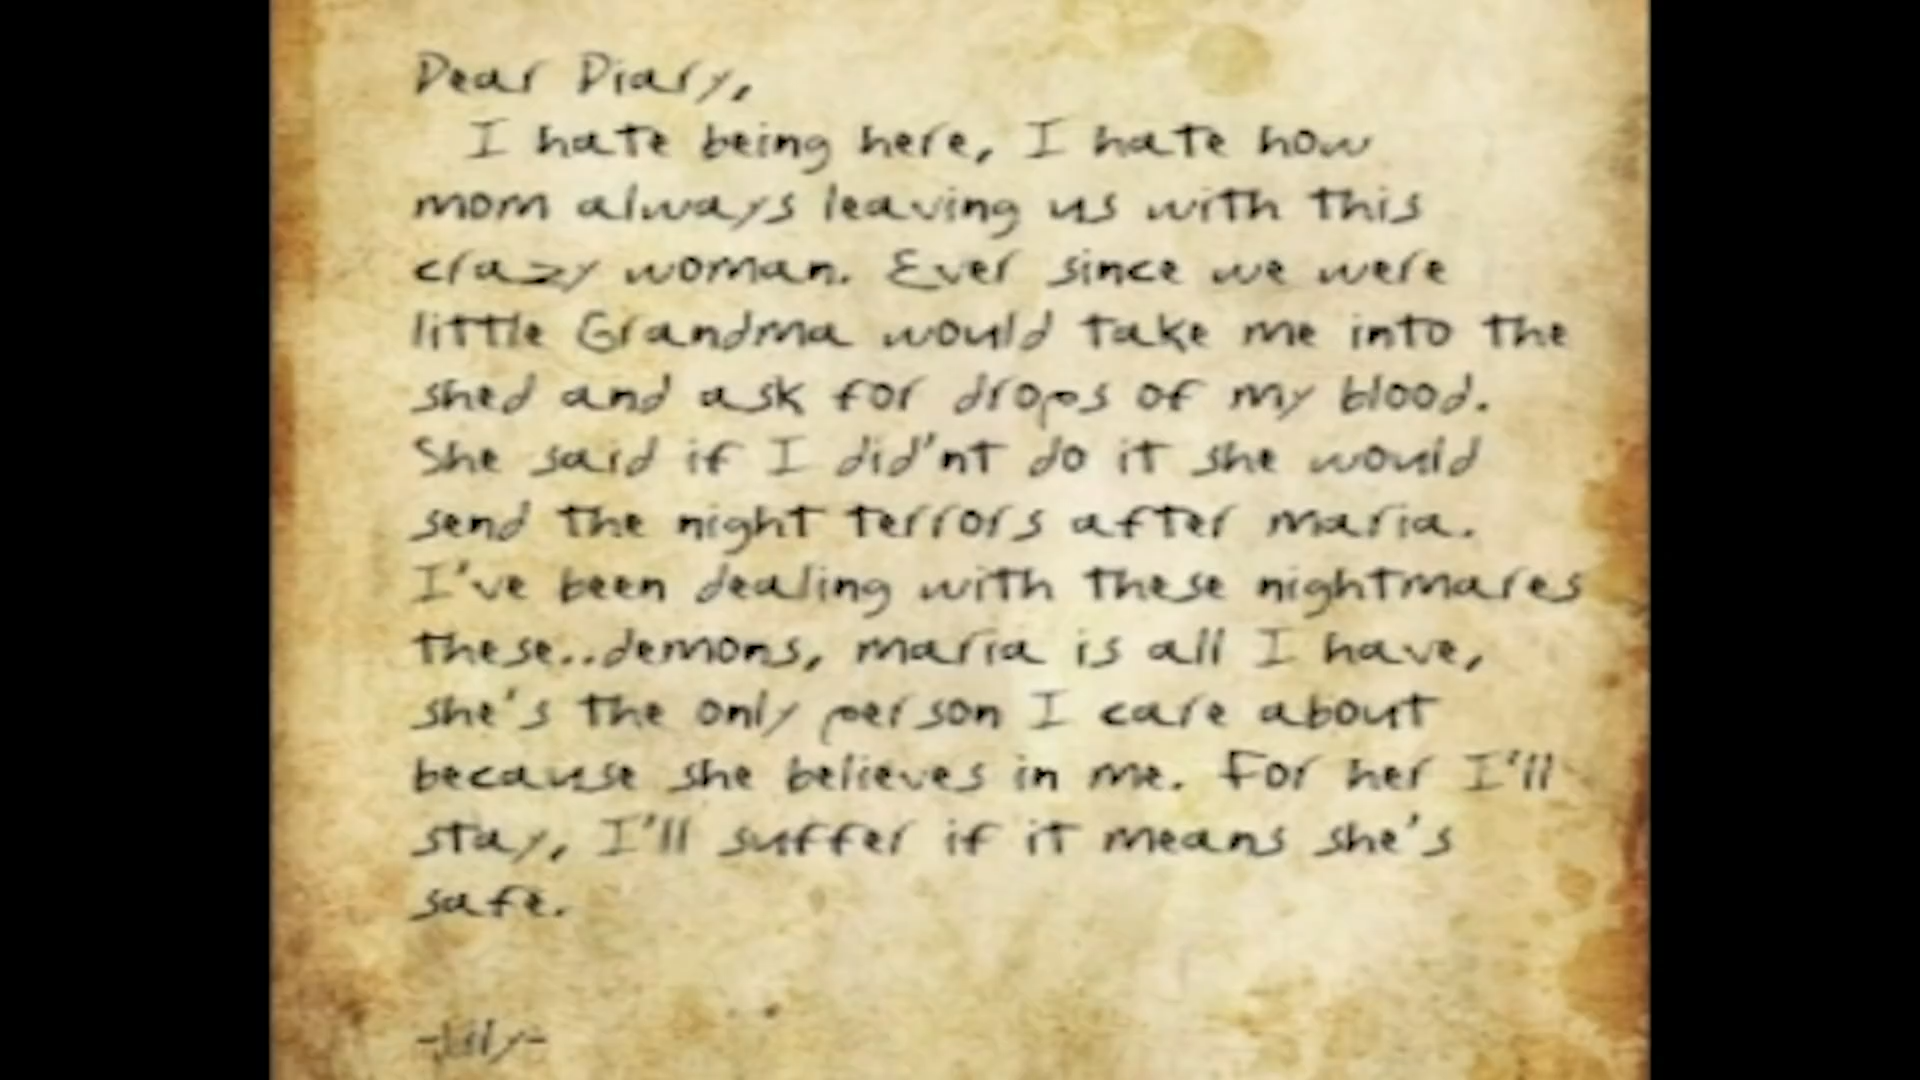 Dear Diary,
I hate being here, I hate how
mom always leaving us with this
crazy woman. Ever since we were
little Grandma would take me into the
shed and ask for drops of my blood.
She said if I did'nt do it she would
send the night terrors after maria.
I've been dealing with these nightmares
these..demons, maria is all I have,
she's the only person I care about
because she believes in me. For her I'll
stay, I'll suffer if it means she's
safe.
-Lily-